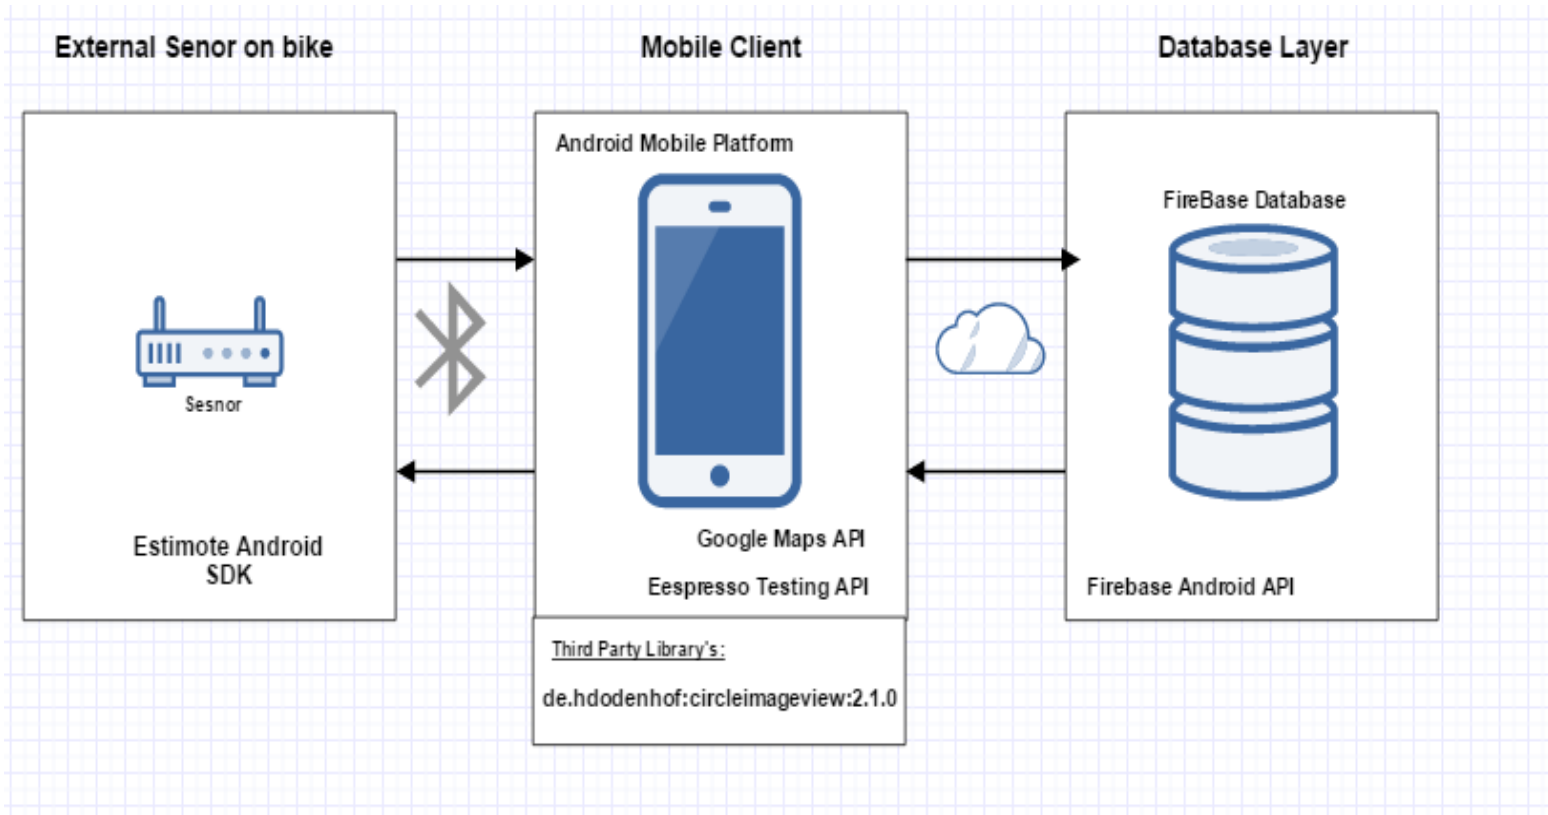 External Senor on bike
Mobile Client
Database Layer
Android Mobile Platform
FireBase Database
Sesnor
Estimote Android
SDK
Google Maps API
Eespresso Testing API
Firebase Android API
Third Party Library's:
de.hdodenhof:circleimageview:2.1.0